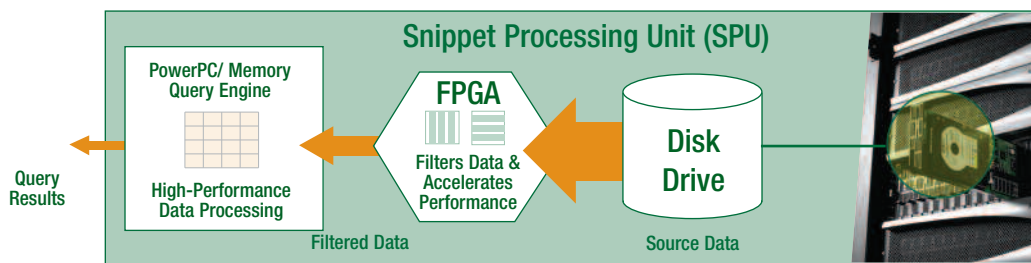 Snippet Processing Unit (SPU)
PowerPC/ Memory
Query Engine
High-Performance
Data Processing
FPGA
Filters Data &
Accelerates
Performance
Disk
Drive
Query
Results
Filtered Data
Source Data